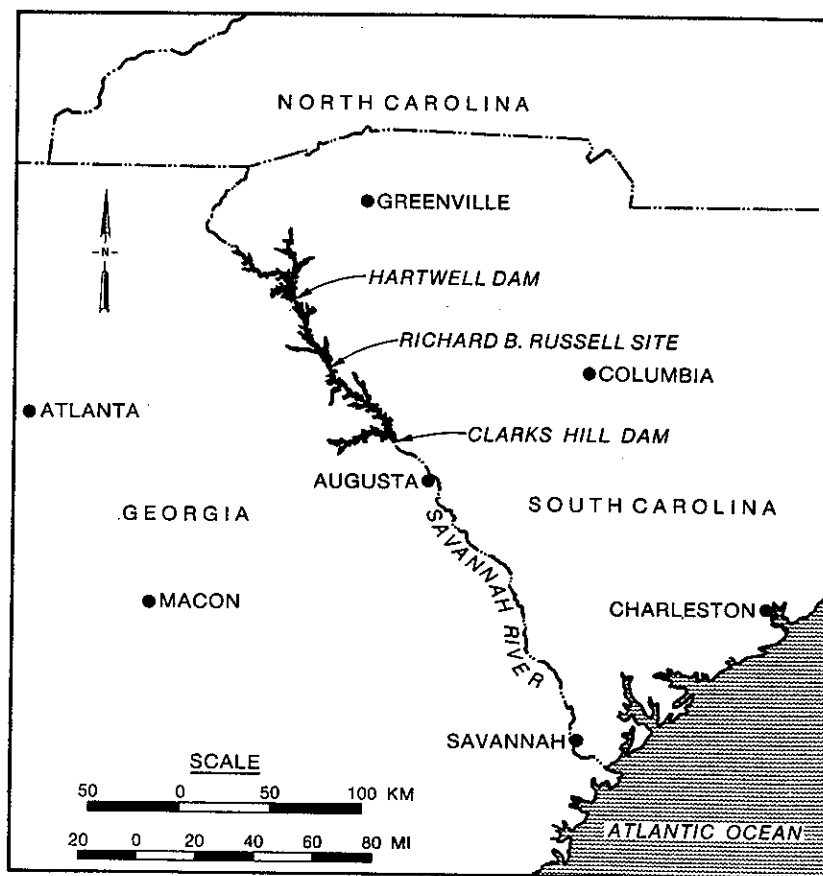 NORTH CAROLINA
GREENVILLE
-N-
HARTWELL DAM
RICHARD B. RUSSELL SITE
COLUMBIA
ATLANTA
CLARKS HILL DAM
AUGUSTA
SOUTH CAROLINA
GEORGIA
SAVANNAH RIVER
MACON
CHARLESTON
SAVANNAH
SCALE
50 0 50 100 KM
20 0 20 40 60 80 MI
ATLANTIC OCEAN